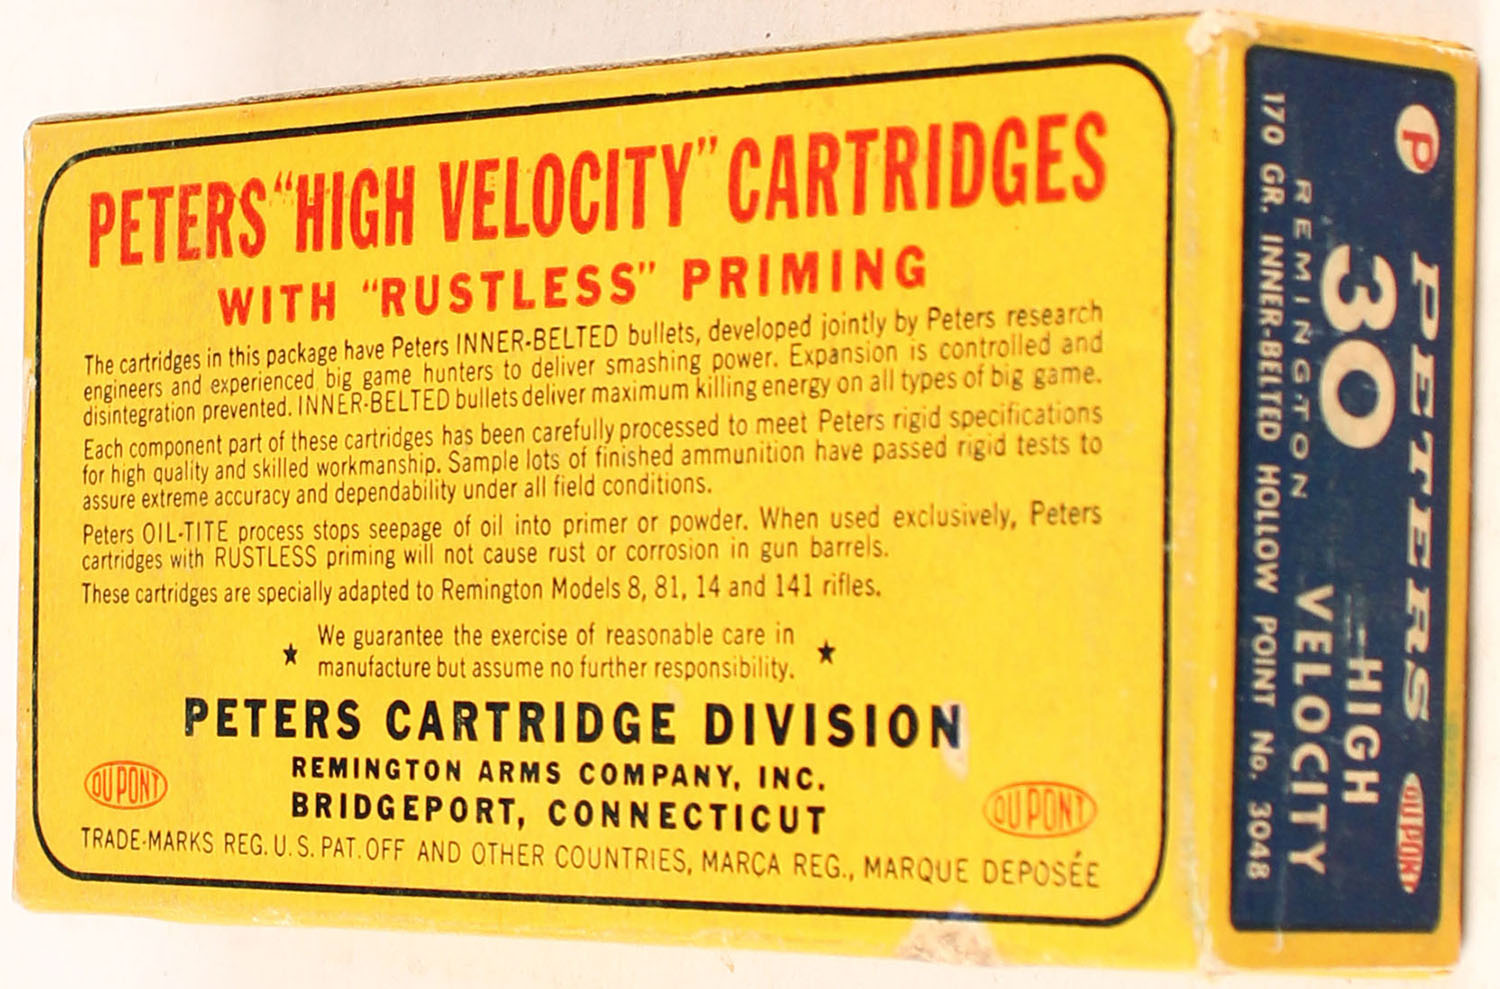 PETERS "HIGH VELOCITY" CARTRIDGES
WITH "RUSTLESS" PRIMING
The cartridges in this package have Peters INNER-BELTED bullets, developed jointly by Peters research
engineers and experienced big game hunters to deliver smashing power. Expansion is controlled and
disintegration prevented. INNER-BELTED bullets deliver maximum killing energy on all types of big game.
Each component part of these cartridges has been carefully processed to meet Peters rigid specifications
for high quality and skilled workmanship. Sample lots of finished ammunition have passed rigid tests to
assure extreme accuracy and dependability under all field conditions.
Peters OIL-TITE process stops seepage of oil into primer or powder. When used exclusively, Peters
cartridges with RUSTLESS priming will not cause rust or corrosion in gun barrels.
These cartridges are specially adapted to Remington Models 8, 81, 14 and 141 rifles.
We guarantee the exercise of reasonable care in
manufacture but assume no further responsibility.
PETERS CARTRIDGE DIVISION
REMINGTON ARMS COMPANY, INC.
BRIDGEPORT, CONNECTICUT
DU PONT
DU PONT
TRADE-MARKS REG. U.S. PAT. OFF AND OTHER COUNTRIES, MARCA REG., MARQUE DEPOSÉE
P PETERS DU PONT
30 HIGH
REMINGTON VELOCITY
170 GR. INNER-BELTED HOLLOW POINT No. 3048